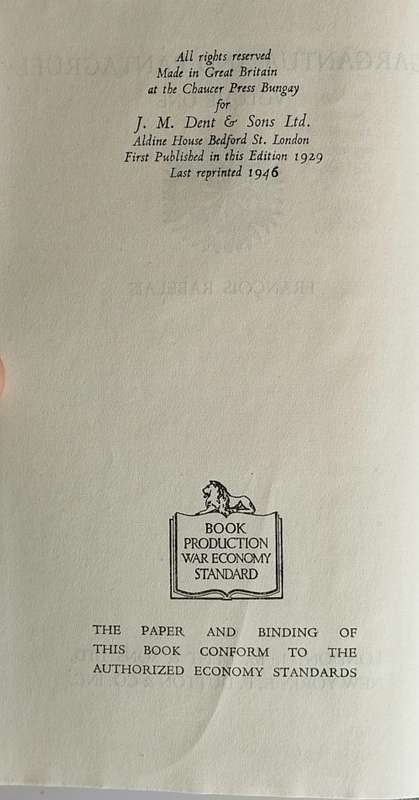 All rights reserved
Made in Great Britain
at the Chaucer Press Bungay
for
J. M. Dent & Sons Ltd.
Aldine House Bedford St. London
First Published in this Edition 1929
Last reprinted 1946
FRANÇOIS RABELAIS
BOOK
PRODUCTION
WAR ECONOMY
STANDARD
THE PAPER AND BINDING OF
THIS BOOK CONFORM TO THE
AUTHORIZED ECONOMY STANDARDS